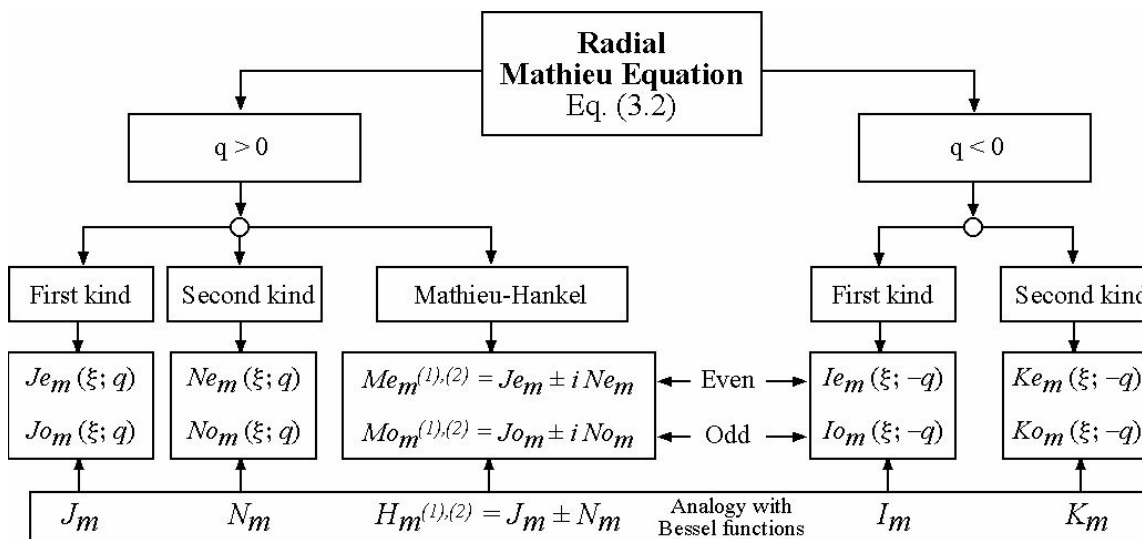 Radial
Mathieu Equation
Eq. (3.2)
q > 0
q < 0
First kind
Second kind
Mathieu-Hankel
First kind
Second kind
Je_m (ξ; q)
Ne_m (ξ; q)
Me_m^(1),(2) = Je_m ± i Ne_m
Even
Ie_m (ξ; −q)
Ke_m (ξ; −q)
Jo_m (ξ; q)
No_m (ξ; q)
Mo_m^(1),(2) = Jo_m ± i No_m
Odd
Io_m (ξ; −q)
Ko_m (ξ; −q)
J_m
N_m
H_m^(1),(2) = J_m ± N_m
Analogy with
Bessel functions
I_m
K_m